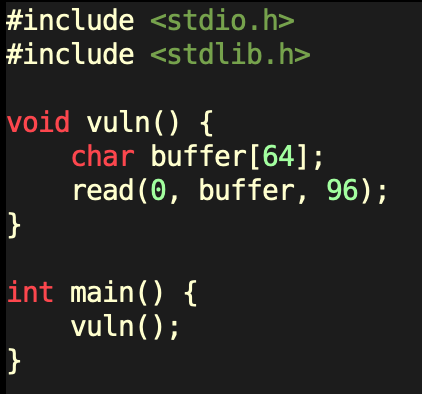 #include <stdio.h>
#include <stdlib.h>

void vuln() {
    char buffer[64];
    read(0, buffer, 96);
}

int main() {
    vuln();
}